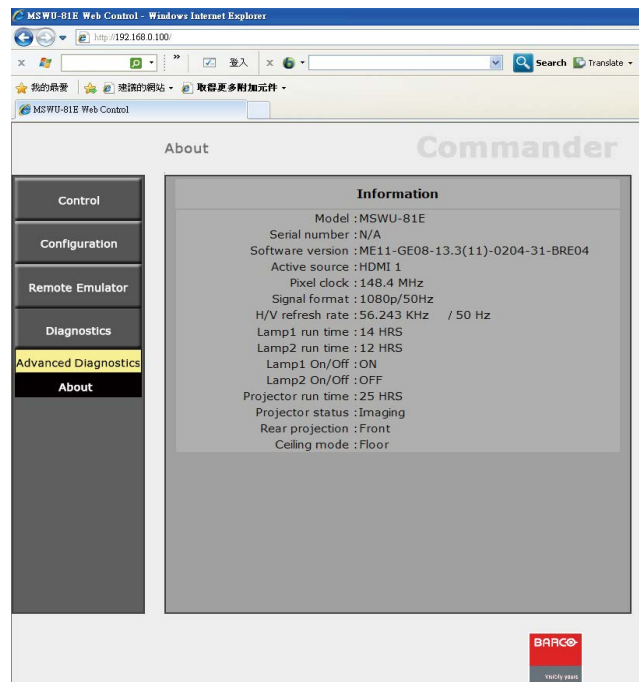 MSWU-81E Web Control - Windows Internet Explorer
http://192.168.0.100/
x » 登入 x Search Translate
我的最愛 建議的網站 取得更多附加元件
MSWU-81E Web Control
About Commander
Control
Configuration
Remote Emulator
Diagnostics
Advanced Diagnostics
About
Information
Model :MSWU-81E
Serial number :N/A
Software version :ME11-GE08-13.3(11)-0204-31-BRE04
Active source :HDMI 1
Pixel clock :148.4 MHz
Signal format :1080p/50Hz
H/V refresh rate :56.243 KHz / 50 Hz
Lamp1 run time :14 HRS
Lamp2 run time :12 HRS
Lamp1 On/Off :ON
Lamp2 On/Off :OFF
Projector run time :25 HRS
Projector status :Imaging
Rear projection :Front
Ceiling mode :Floor
BARCO
Visibly yours